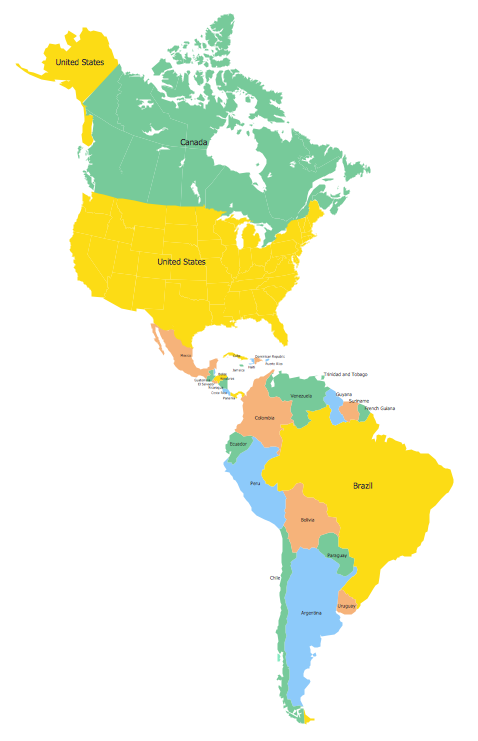 United States
Canada
United States
Mexico
Cuba
Dominican Republic
Haiti
Puerto Rico
Jamaica
Belize
Guatemala
Honduras
El Salvador
Nicaragua
Costa Rica
Panama
Trinidad and Tobago
Venezuela
Guyana
Suriname
French Guiana
Colombia
Ecuador
Peru
Brazil
Bolivia
Paraguay
Chile
Uruguay
Argentina